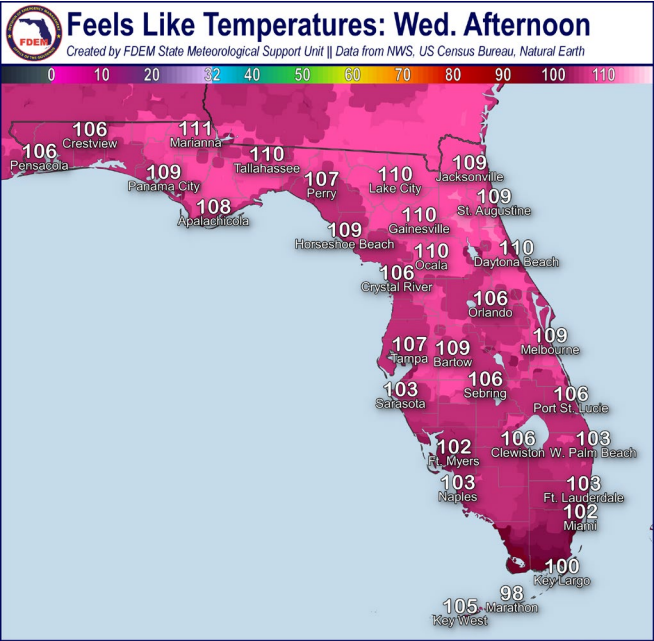 Feels Like Temperatures: Wed. Afternoon
FDEM
Created by FDEM State Meteorological Support Unit || Data from NWS, US Census Bureau, Natural Earth
0 10 20 32 40 50 60 70 80 90 100 110
106
Crestview
111
Marianna
106
Pensacola
110
Tallahassee
109
Panama City
107
Perry
110
Lake City
109
Jacksonville
108
Apalachicola
109
St. Augustine
110
Gainesville
109
Horseshoe Beach
110
Ocala
110
Daytona Beach
106
Crystal River
106
Orlando
107
Tampa
109
Bartow
109
Melbourne
103
Sarasota
106
Sebring
106
Port St. Lucie
102
Ft. Myers
106
Clewiston
103
W. Palm Beach
103
Naples
103
Ft. Lauderdale
102
Miami
100
Key Largo
98
Marathon
105
Key West